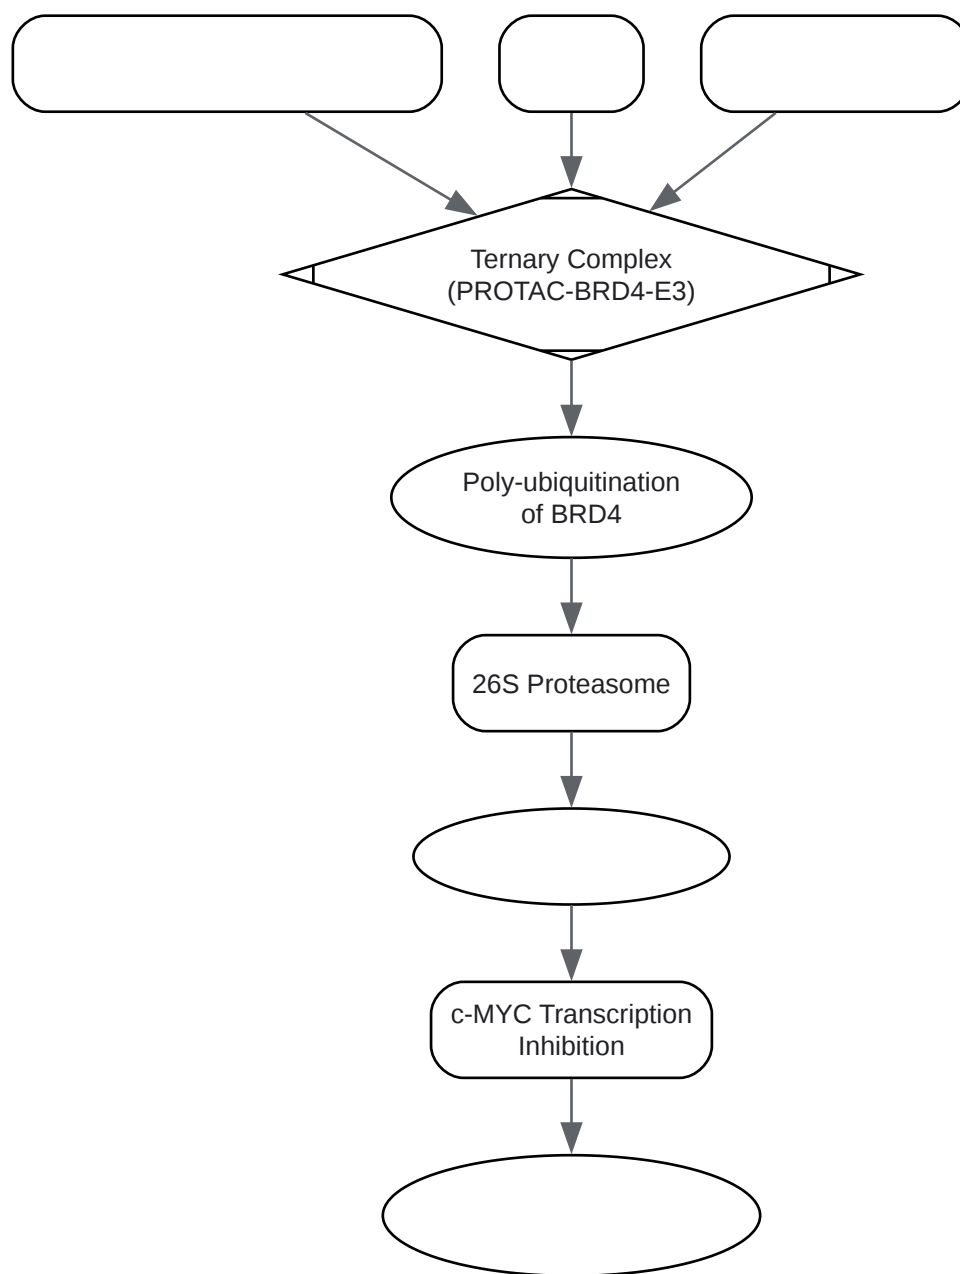 Ternary Complex
(PROTAC-BRD4-E3)
Poly-ubiquitination
of BRD4
26S Proteasome
c-MYC Transcription
Inhibition